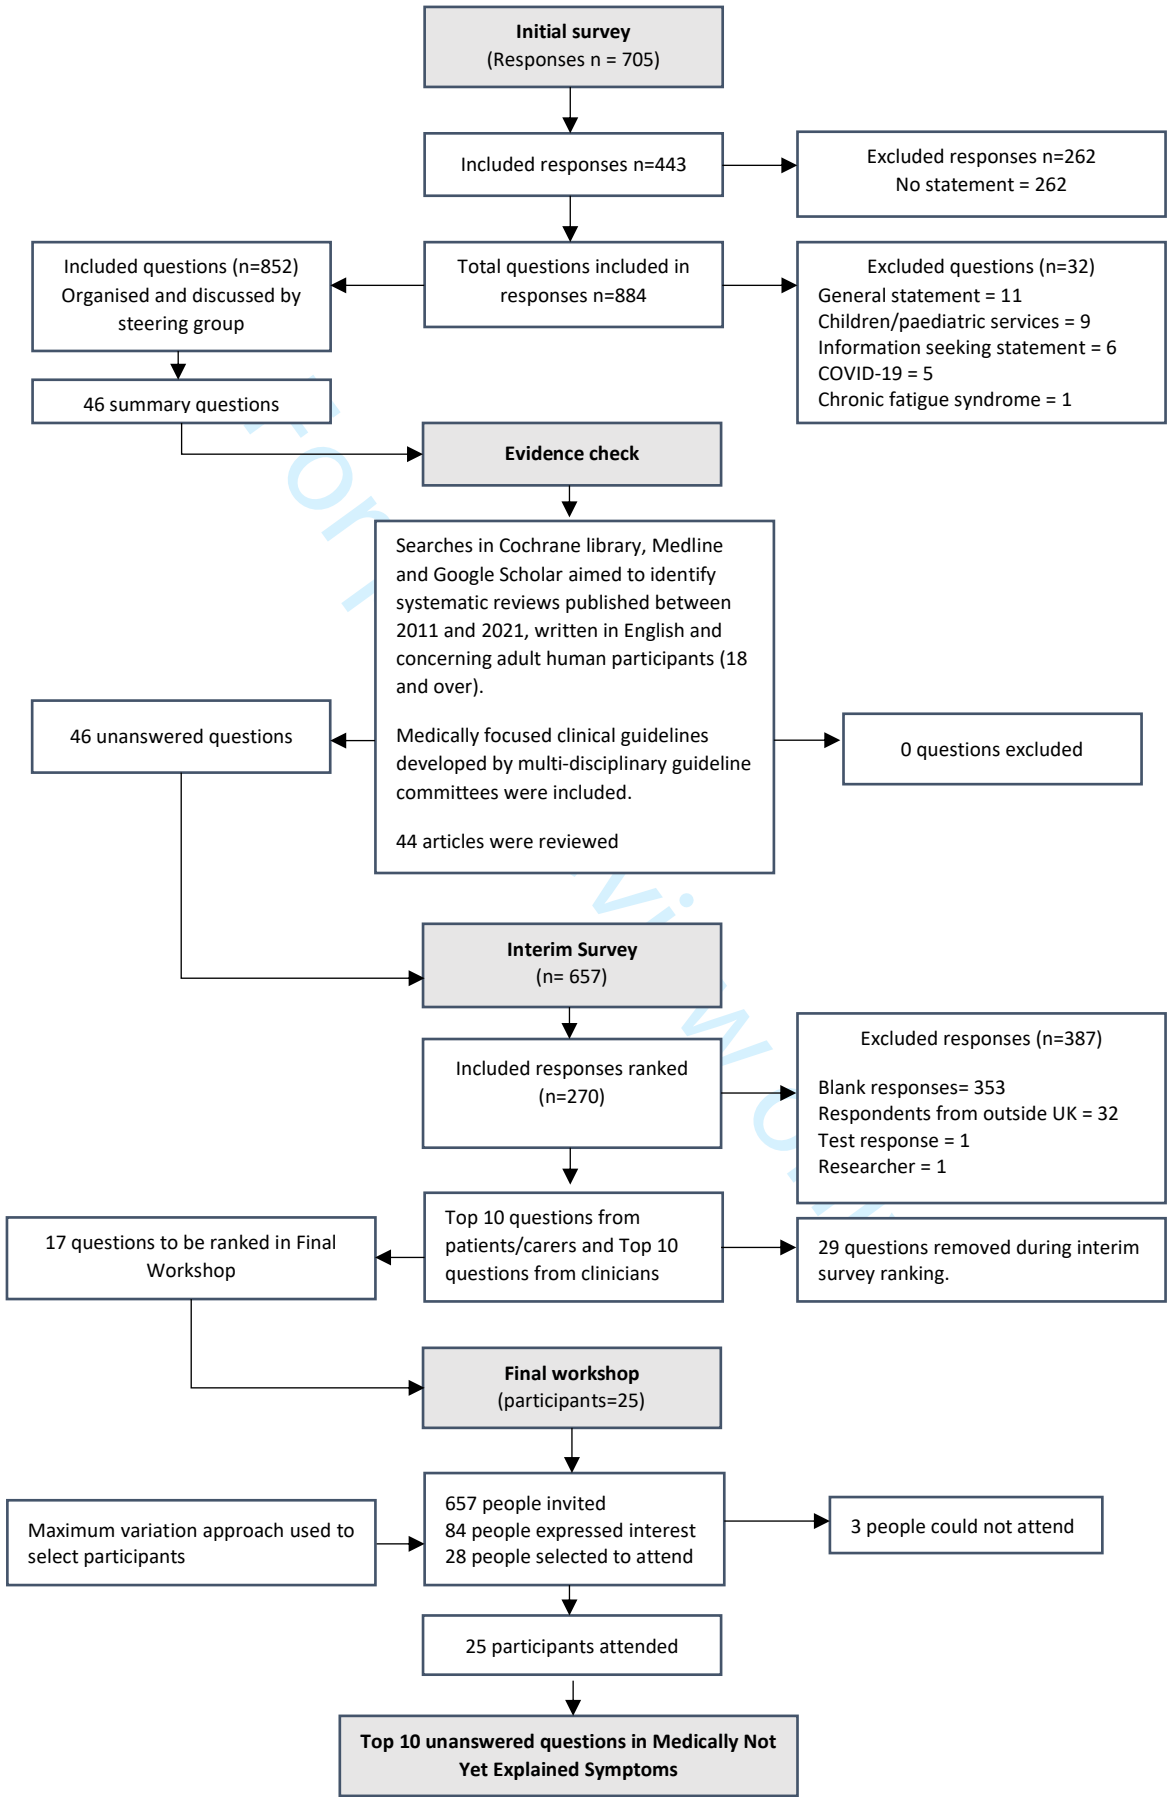 Initial survey
(Responses n = 705)
Included responses n=443
Excluded responses n=262
No statement = 262
Included questions (n=852)
Organised and discussed by
steering group
Total questions included in
responses n=884
Excluded questions (n=32)
General statement = 11
Children/paediatric services = 9
Information seeking statement = 6
COVID-19 = 5
Chronic fatigue syndrome = 1
46 summary questions
Evidence check
Searches in Cochrane library, Medline
and Google Scholar aimed to identify
systematic reviews published between
2011 and 2021, written in English and
concerning adult human participants (18
and over).
Medically focused clinical guidelines
developed by multi-disciplinary guideline
committees were included.
44 articles were reviewed
46 unanswered questions
0 questions excluded
Interim Survey
(n= 657)
Included responses ranked
(n=270)
Excluded responses (n=387)
Blank responses= 353
Respondents from outside UK = 32
Test response = 1
Researcher = 1
17 questions to be ranked in Final
Workshop
Top 10 questions from
patients/carers and Top 10
questions from clinicians
29 questions removed during interim
survey ranking.
Final workshop
(participants=25)
Maximum variation approach used to
select participants
657 people invited
84 people expressed interest
28 people selected to attend
3 people could not attend
25 participants attended
Top 10 unanswered questions in Medically Not
Yet Explained Symptoms